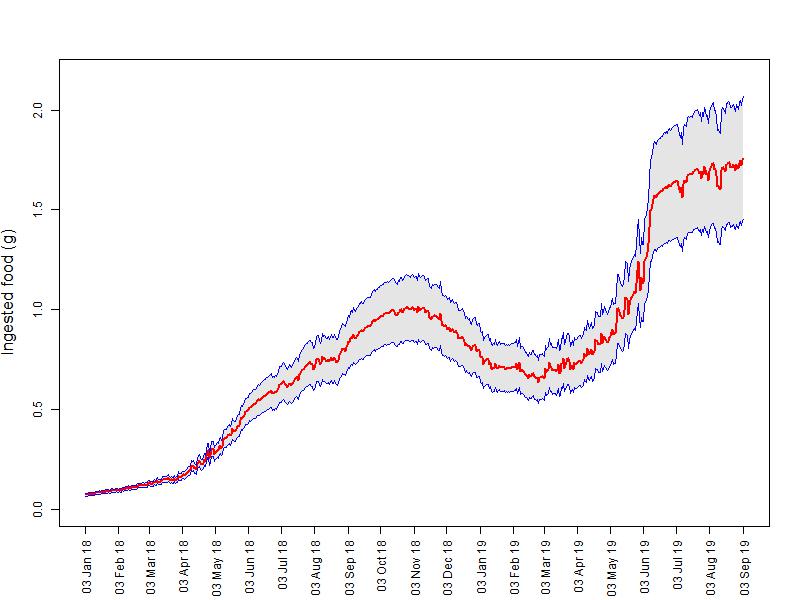 Ingested food (g)
2.0
1.5
1.0
0.5
0.0
03 Jan 18
03 Feb 18
03 Mar 18
03 Apr 18
03 May 18
03 Jun 18
03 Jul 18
03 Aug 18
03 Sep 18
03 Oct 18
03 Nov 18
03 Dec 18
03 Jan 19
03 Feb 19
03 Mar 19
03 Apr 19
03 May 19
03 Jun 19
03 Jul 19
03 Aug 19
03 Sep 19